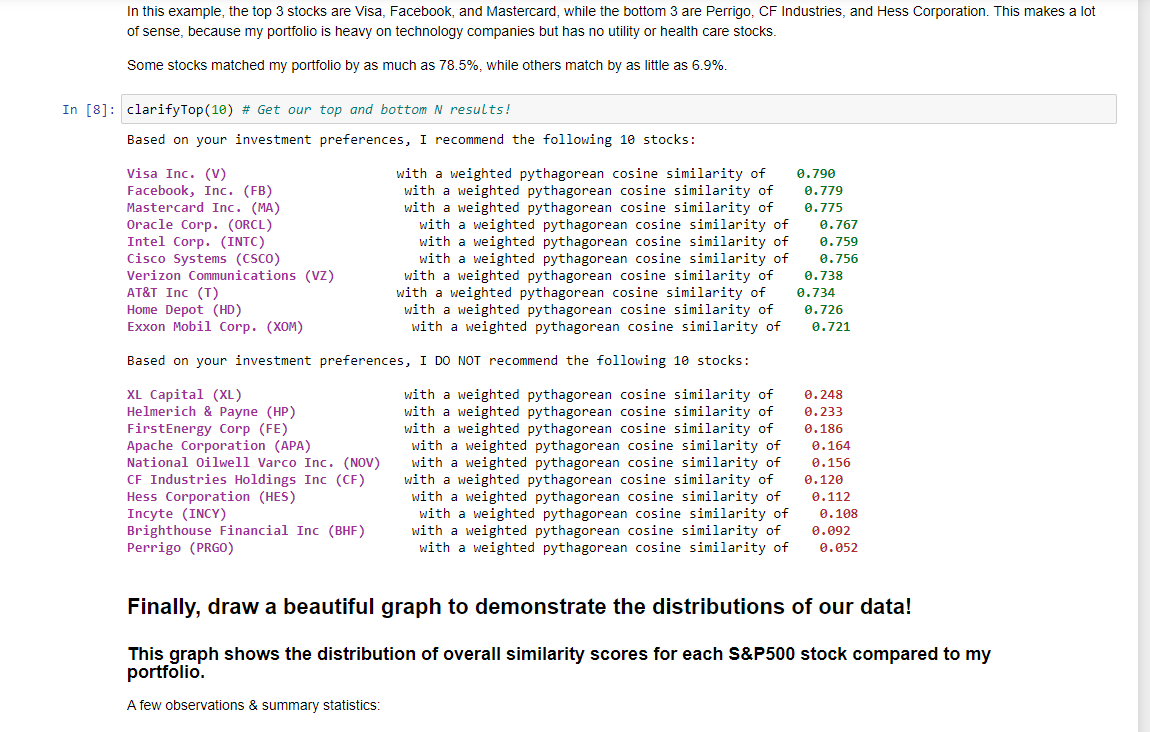 In this example, the top 3 stocks are Visa, Facebook, and Mastercard, while the bottom 3 are Perrigo, CF Industries, and Hess Corporation. This makes a lot
of sense, because my portfolio is heavy on technology companies but has no utility or health care stocks.
Some stocks matched my portfolio by as much as 78.5%, while others match by as little as 6.9%.
In [8]: clarifyTop(10) # Get our top and bottom N results!
Based on your investment preferences, I recommend the following 10 stocks:
Visa Inc. (V) with a weighted pythagorean cosine similarity of 0.790
Facebook, Inc. (FB) with a weighted pythagorean cosine similarity of 0.779
Mastercard Inc. (MA) with a weighted pythagorean cosine similarity of 0.775
Oracle Corp. (ORCL) with a weighted pythagorean cosine similarity of 0.767
Intel Corp. (INTC) with a weighted pythagorean cosine similarity of 0.759
Cisco Systems (CSCO) with a weighted pythagorean cosine similarity of 0.756
Verizon Communications (VZ) with a weighted pythagorean cosine similarity of 0.738
AT&T Inc (T) with a weighted pythagorean cosine similarity of 0.734
Home Depot (HD) with a weighted pythagorean cosine similarity of 0.726
Exxon Mobil Corp. (XOM) with a weighted pythagorean cosine similarity of 0.721
Based on your investment preferences, I DO NOT recommend the following 10 stocks:
XL Capital (XL) with a weighted pythagorean cosine similarity of 0.248
Helmerich & Payne (HP) with a weighted pythagorean cosine similarity of 0.233
FirstEnergy Corp (FE) with a weighted pythagorean cosine similarity of 0.186
Apache Corporation (APA) with a weighted pythagorean cosine similarity of 0.164
National Oilwell Varco Inc. (NOV) with a weighted pythagorean cosine similarity of 0.156
CF Industries Holdings Inc (CF) with a weighted pythagorean cosine similarity of 0.120
Hess Corporation (HES) with a weighted pythagorean cosine similarity of 0.112
Incyte (INCY) with a weighted pythagorean cosine similarity of 0.108
Brighthouse Financial Inc (BHF) with a weighted pythagorean cosine similarity of 0.092
Perrigo (PRGO) with a weighted pythagorean cosine similarity of 0.052
Finally, draw a beautiful graph to demonstrate the distributions of our data!
This graph shows the distribution of overall similarity scores for each S&P500 stock compared to my
portfolio.
A few observations & summary statistics: